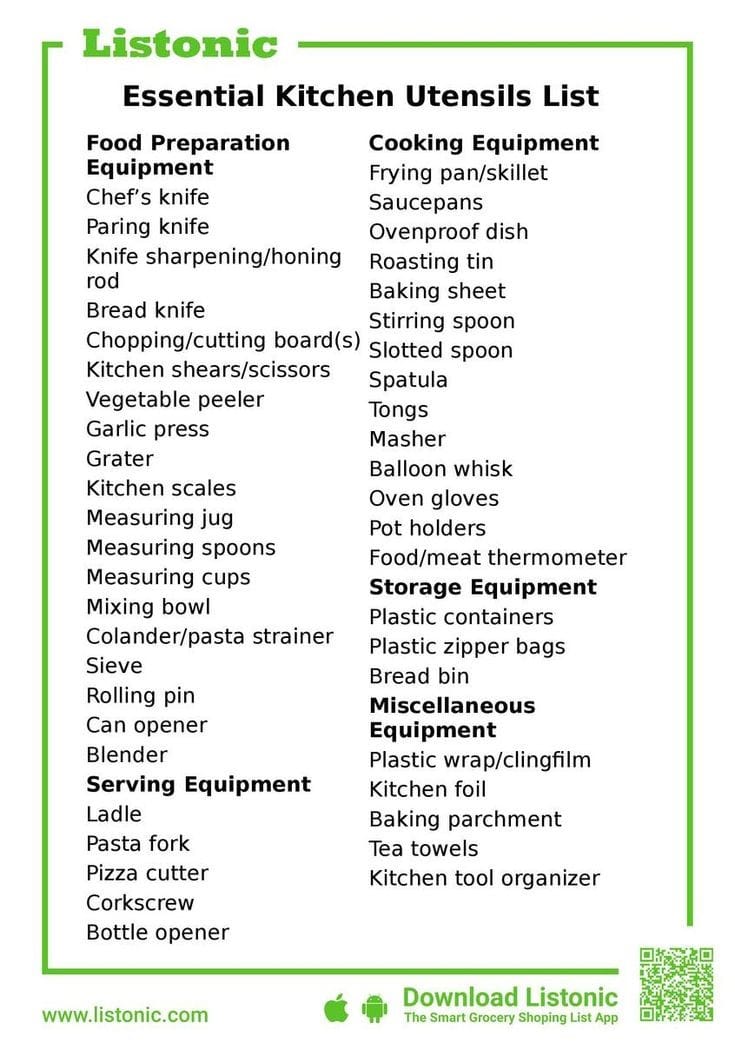 Listonic
Essential Kitchen Utensils List
Food Preparation
Equipment
Chef’s knife
Paring knife
Knife sharpening/honing
rod
Bread knife
Chopping/cutting board(s)
Kitchen shears/scissors
Vegetable peeler
Garlic press
Grater
Kitchen scales
Measuring jug
Measuring spoons
Measuring cups
Mixing bowl
Colander/pasta strainer
Sieve
Rolling pin
Can opener
Blender
Serving Equipment
Ladle
Pasta fork
Pizza cutter
Corkscrew
Bottle opener
Cooking Equipment
Frying pan/skillet
Saucepans
Ovenproof dish
Roasting tin
Baking sheet
Stirring spoon
Slotted spoon
Spatula
Tongs
Masher
Balloon whisk
Oven gloves
Pot holders
Food/meat thermometer
Storage Equipment
Plastic containers
Plastic zipper bags
Bread bin
Miscellaneous
Equipment
Plastic wrap/clingfilm
Kitchen foil
Baking parchment
Tea towels
Kitchen tool organizer
www.listonic.com
Download Listonic
The Smart Grocery Shoping List App